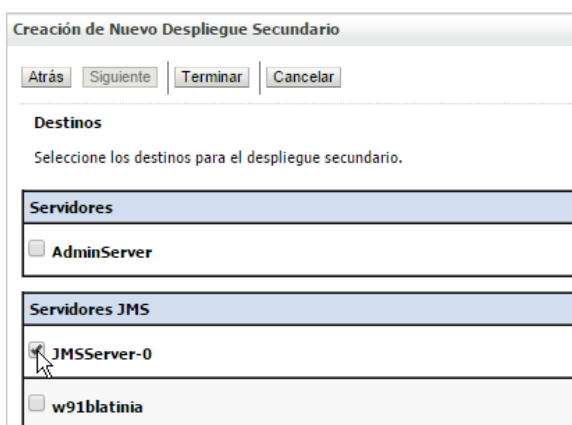 Creación de Nuevo Despliegue Secundario
Atrás Siguiente Terminar Cancelar
Destinos
Seleccione los destinos para el despliegue secundario.
Servidores
AdminServer
Servidores JMS
JMSServer-0
w91blatinia